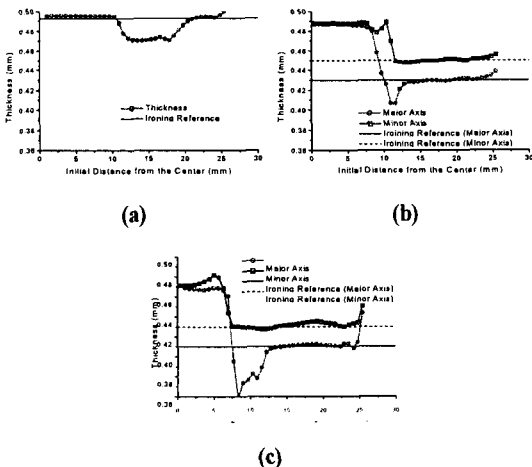 0.50
0.48
0.46
0.44
0.42
0.40
0.38
0.36
Thickness (mm)
Thickness
Ironing Reference
0 5 10 15 20 25 30
Initial Distance from the Center (mm)
(a)
0.50
0.48
0.46
0.44
0.42
0.40
0.38
0.36
Thickness (mm)
Major Axis
Minor Axis
Ironing Reference (Major Axis)
Ironing Reference (Minor Axis)
0 5 10 15 20 25 30
Initial Distance from the Center (mm)
(b)
0.50
0.48
0.46
0.44
0.42
0.40
0.38
Thickness (mm)
Major Axis
Minor Axis
Ironing Reference (Major Axis)
Ironing Reference (Minor Axis)
0 5 10 15 20 25 30
(c)